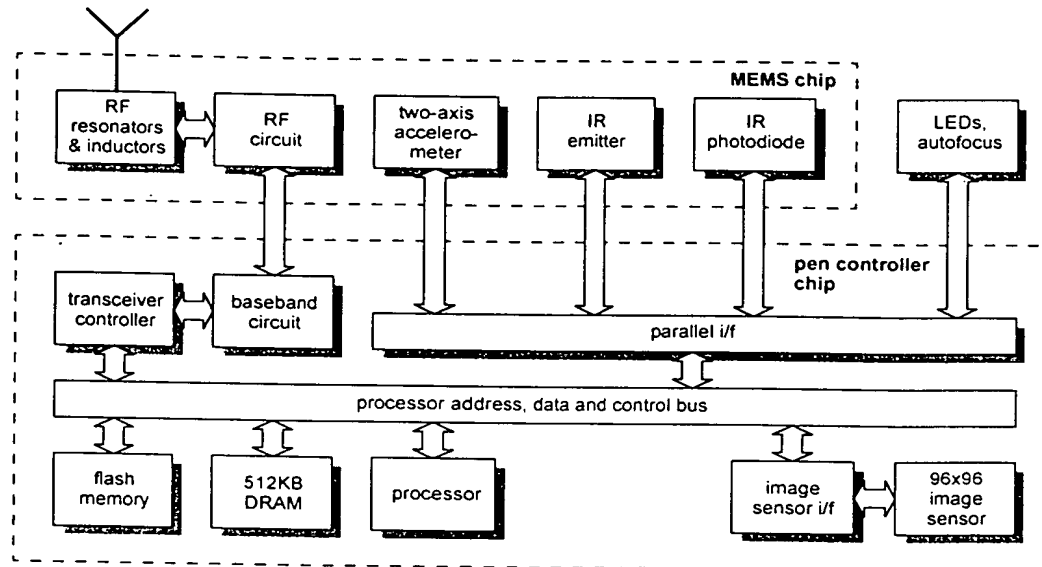 MEMS chip
RF
resonators
& inductors
RF
circuit
two-axis
accelero-
meter
IR
emitter
IR
photodiode
LEDs,
autofocus
pen controller
chip
transceiver
controller
baseband
circuit
parallel i/f
processor address, data and control bus
flash
memory
512KB
DRAM
processor
image
sensor i/f
96x96
image
sensor